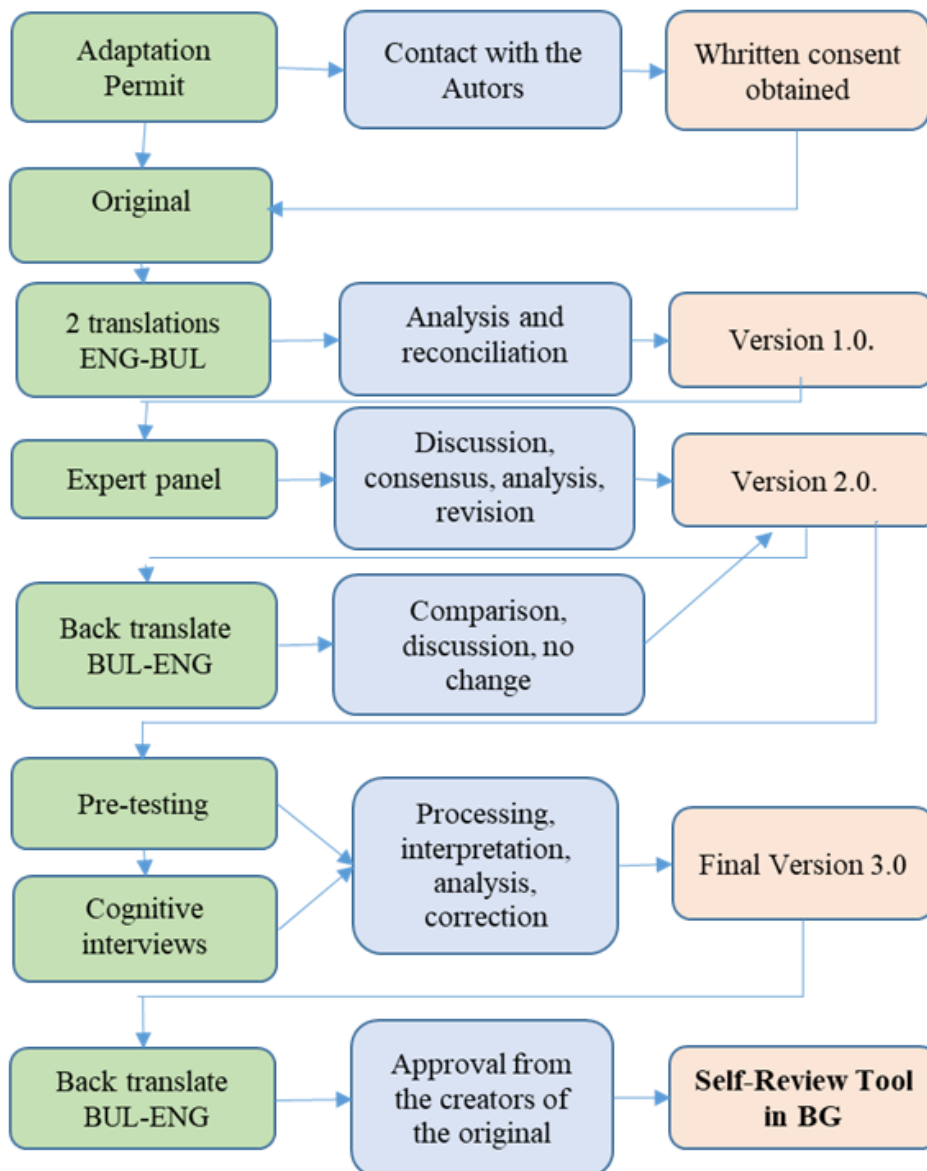 Adaptation
Permit
Contact with the
Autors
Whritten consent
obtained
Original
2 translations
ENG-BUL
Analysis and
reconciliation
Version 1.0.
Expert panel
Discussion,
consensus, analysis,
revision
Version 2.0.
Back translate
BUL-ENG
Comparison,
discussion, no
change
Pre-testing
Cognitive
interviews
Processing,
interpretation,
analysis,
correction
Final Version 3.0
Back translate
BUL-ENG
Approval from
the creators of
the original
Self-Review Tool
in BG